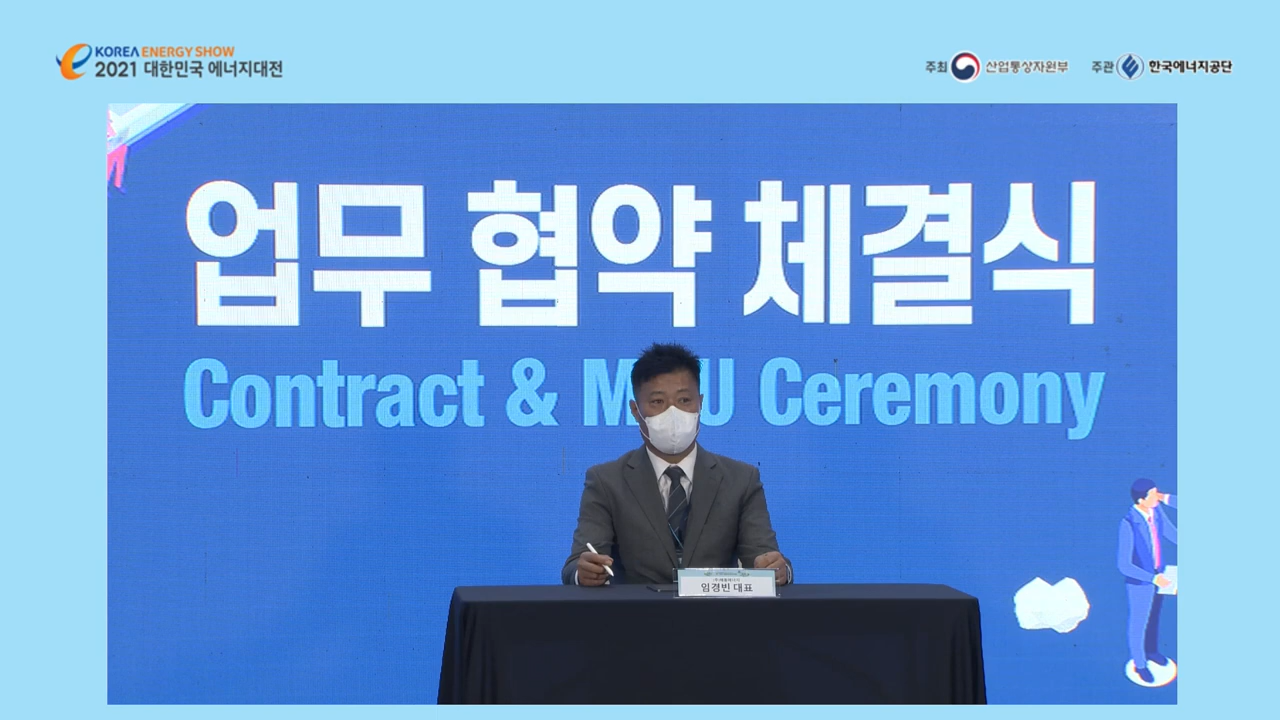 KOREA ENERGY SHOW
2021 대한민국 에너지대전
주최 산업통상자원부 주관 한국에너지공단
업무 협약 체결식
Contract & M U Ceremony
임경빈 대표